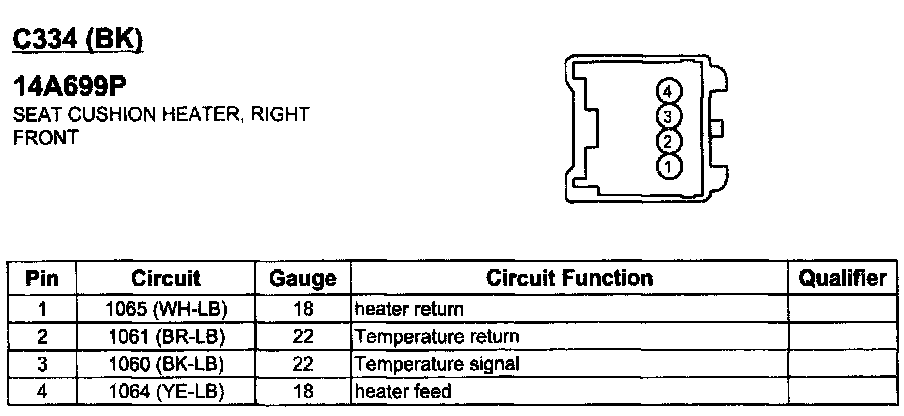 C334 (BK)
14A699P
SEAT CUSHION HEATER, RIGHT
FRONT
4
3
2
1
Pin Circuit Gauge Circuit Function Qualifier
1 1065 (WH-LB) 18 heater return
2 1061 (BR-LB) 22 Temperature return
3 1060 (BK-LB) 22 Temperature signal
4 1064 (YE-LB) 18 heater feed